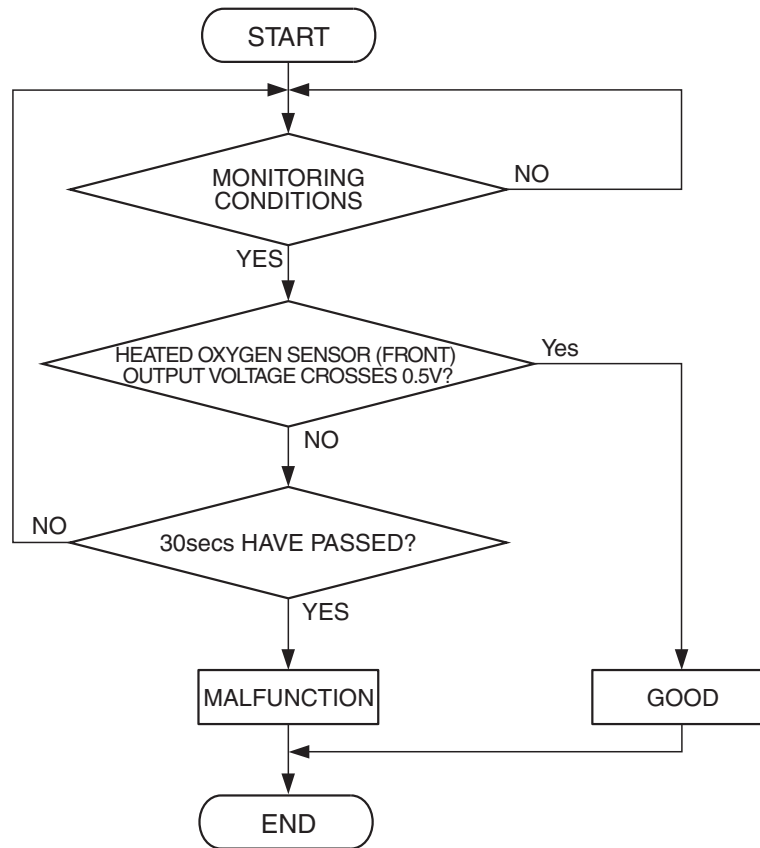 START
MONITORING
CONDITIONS
NO
YES
HEATED OXYGEN SENSOR (FRONT)
OUTPUT VOLTAGE CROSSES 0.5V?
Yes
NO
30secs HAVE PASSED?
NO
YES
MALFUNCTION
GOOD
END